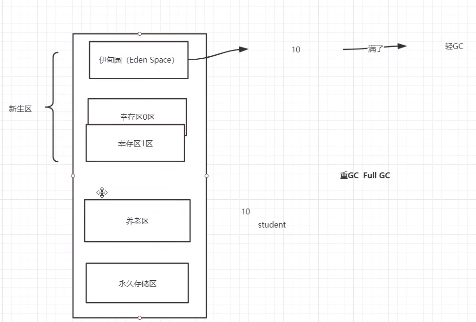 伊甸园（Eden Space）
10
满了
轻GC
新生区
幸存区0区
幸存区1区
重GC Full GC
养老区
10
student
永久存储区